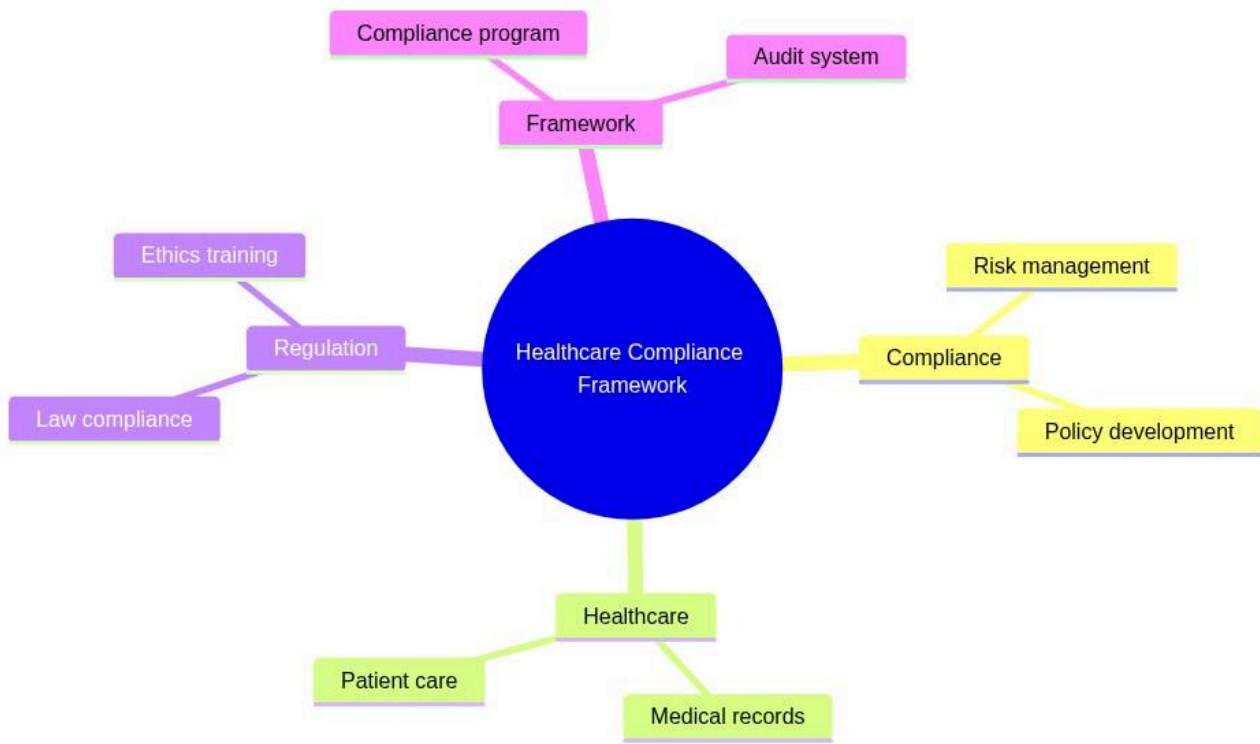 Compliance program
Audit system
Framework
Ethics training
Risk management
Regulation
Healthcare Compliance
Framework
Compliance
Law compliance
Policy development
Healthcare
Patient care
Medical records